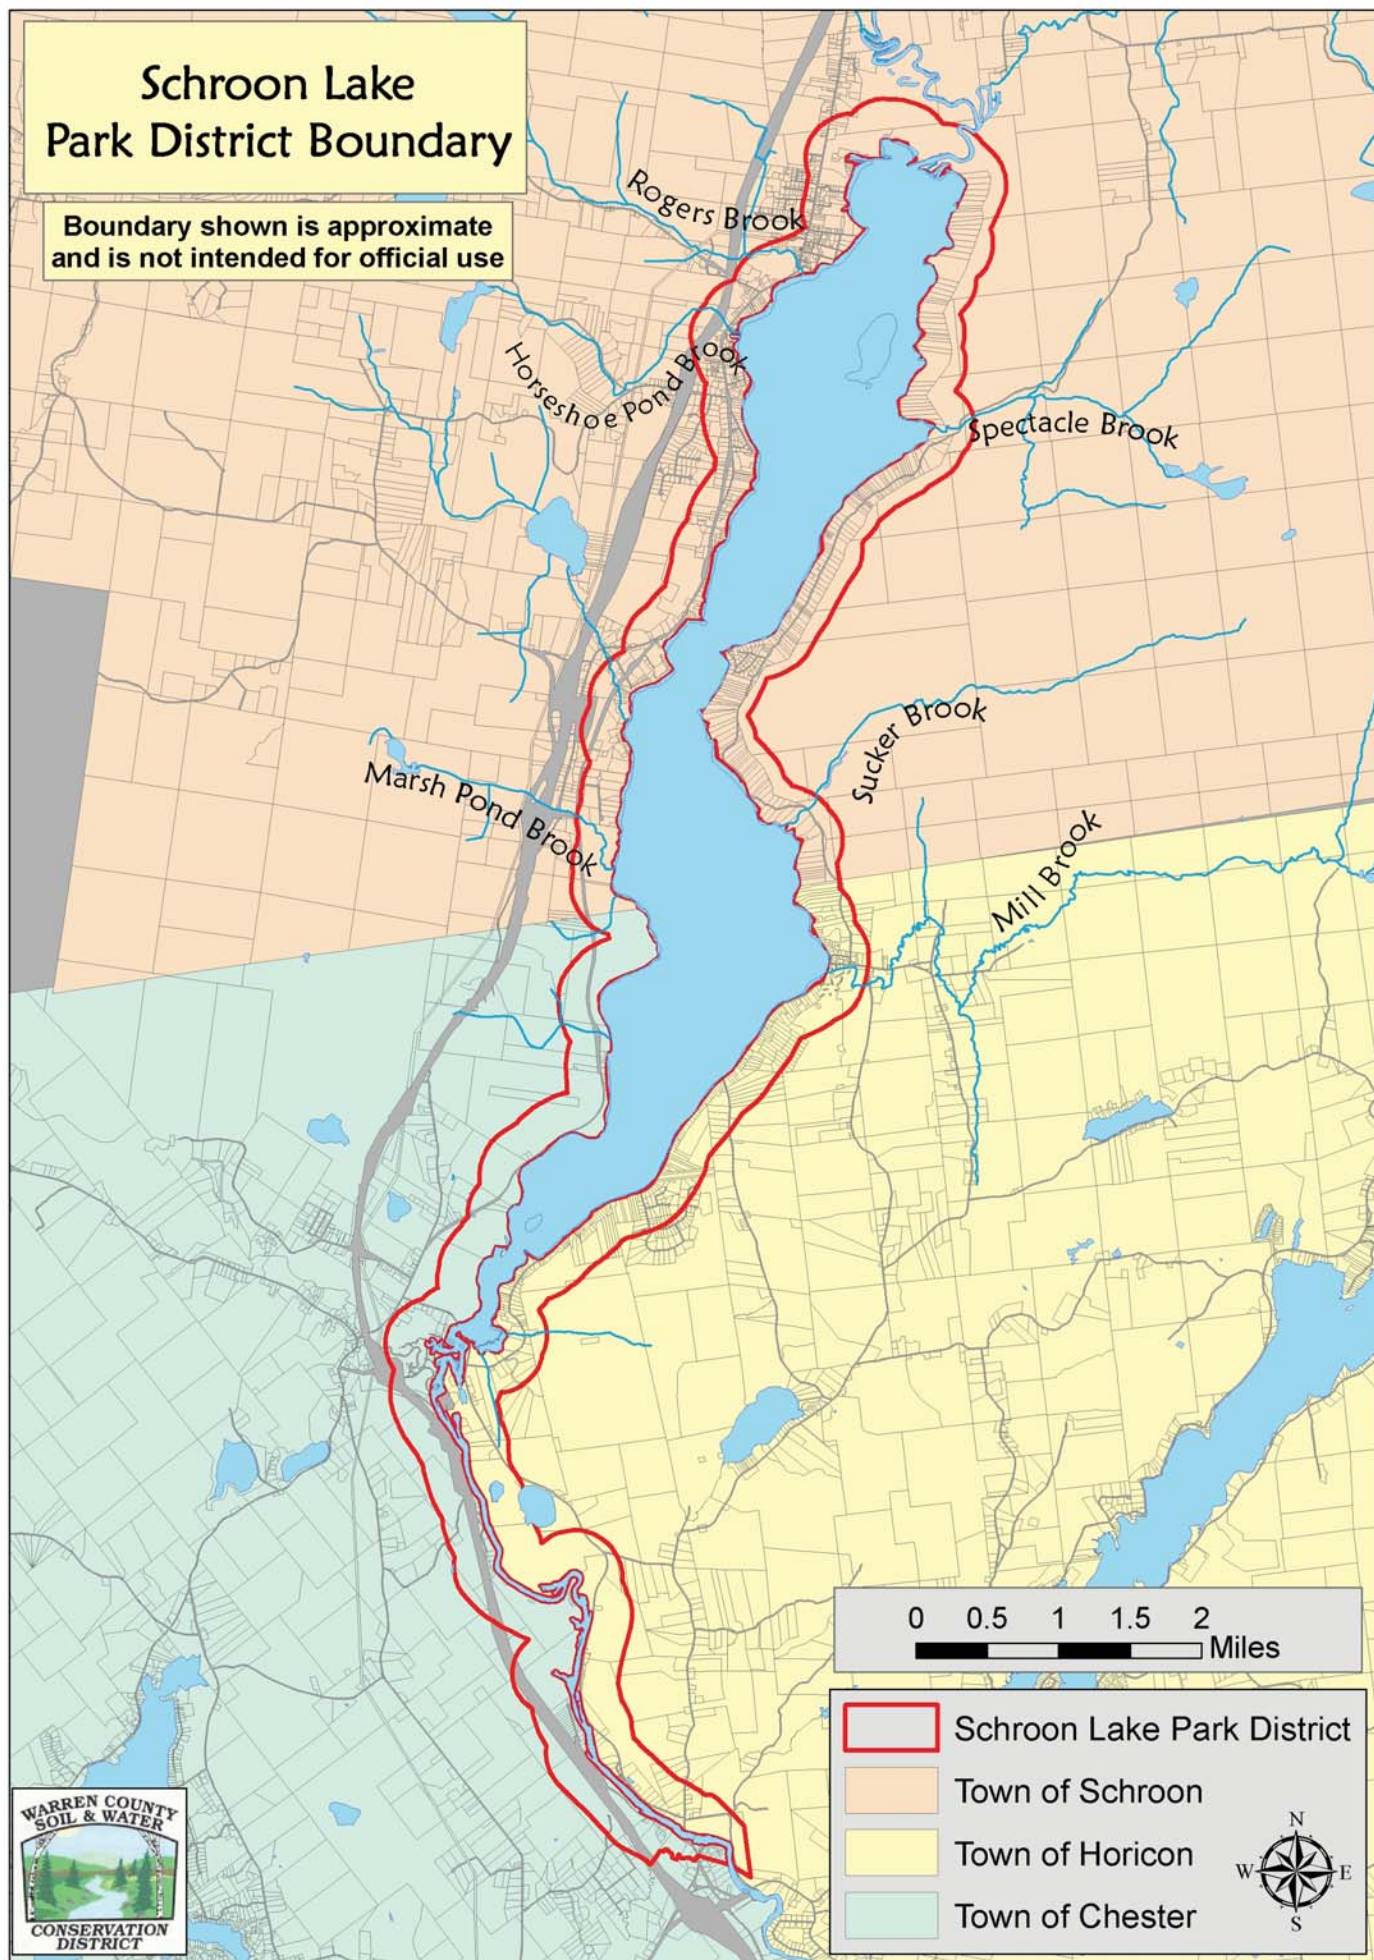 Schroon Lake
Park District Boundary
Boundary shown is approximate
and is not intended for official use
Rogers Brook
Horseshoe Pond Brook
Spectacle Brook
Sucker Brook
Marsh Pond Brook
Mill Brook
0 0.5 1 1.5 2
Miles
Schroon Lake Park District
Town of Schroon
Town of Horicon
Town of Chester
N
W E
S
WARREN COUNTY
SOIL & WATER
CONSERVATION
DISTRICT